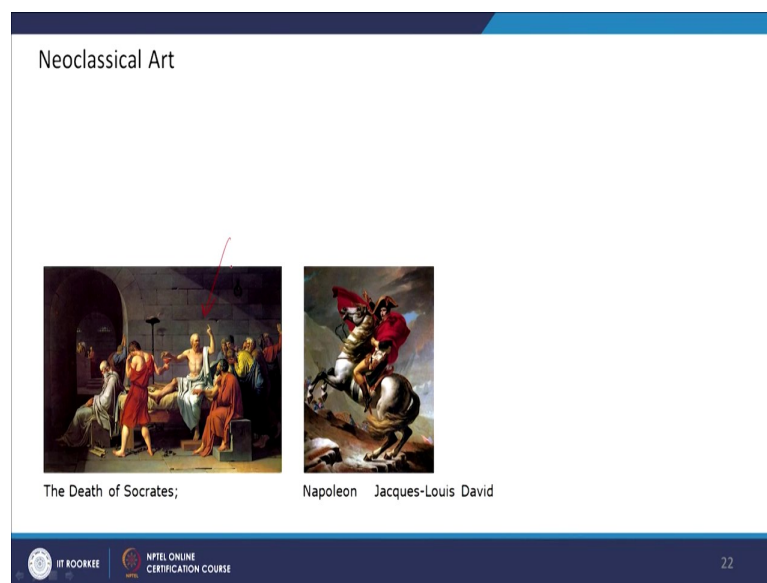 Neoclassical Art
The Death of Socrates;
Napoleon Jacques-Louis David
IIT ROORKEE
NPTEL ONLINE
CERTIFICATION COURSE
22